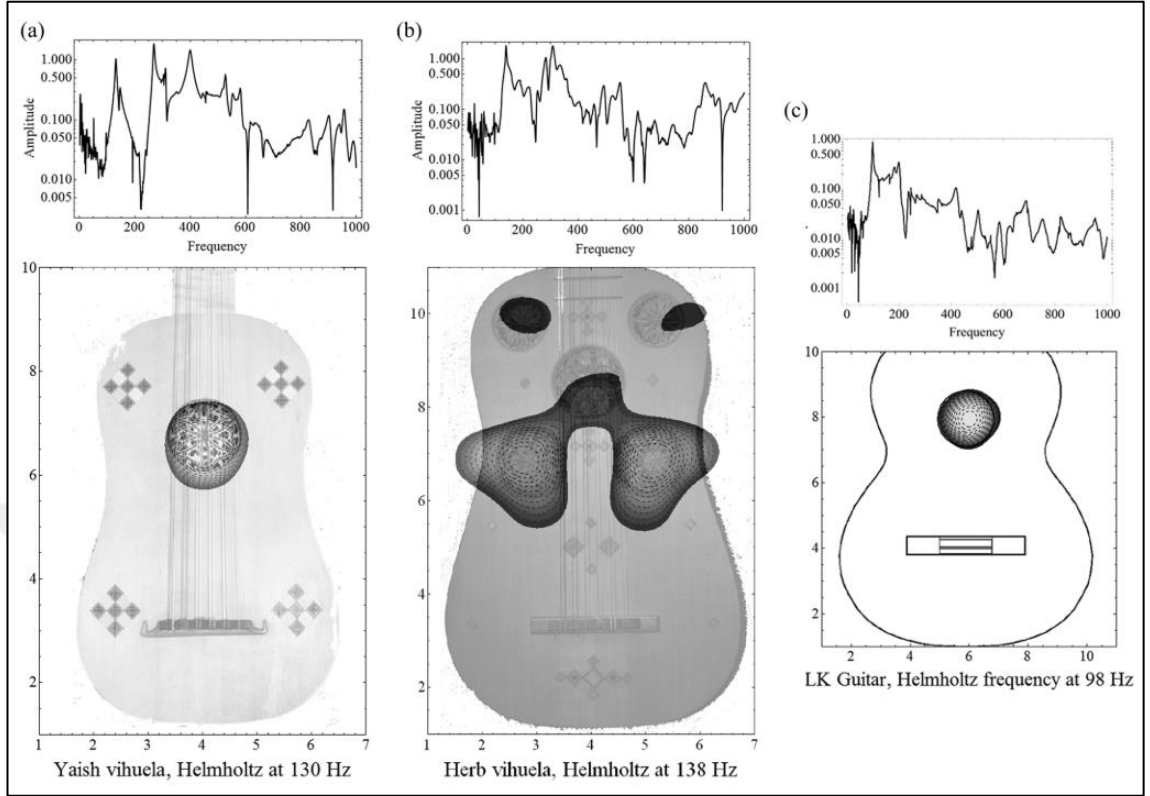 (a)
1.000
0.500
0.100
0.050
0.010
0.005
Amplitude
0 200 400 600 800 1000
Frequency
10
8
6
4
2
1 2 3 4 5 6 7
Yaish vihuela, Helmholtz at 130 Hz
(b)
1.000
0.500
0.100
0.050
0.010
0.005
0.001
Amplitude
0 200 400 600 800 1000
Frequency
10
8
6
4
2
1 2 3 4 5 6 7
Herb vihuela, Helmholtz at 138 Hz
(c)
1.000
0.500
0.100
0.050
0.010
0.005
0.001
0 200 400 600 800 1000
Frequency
10
8
6
4
2
2 4 6 8 10
LK Guitar, Helmholtz frequency at 98 Hz